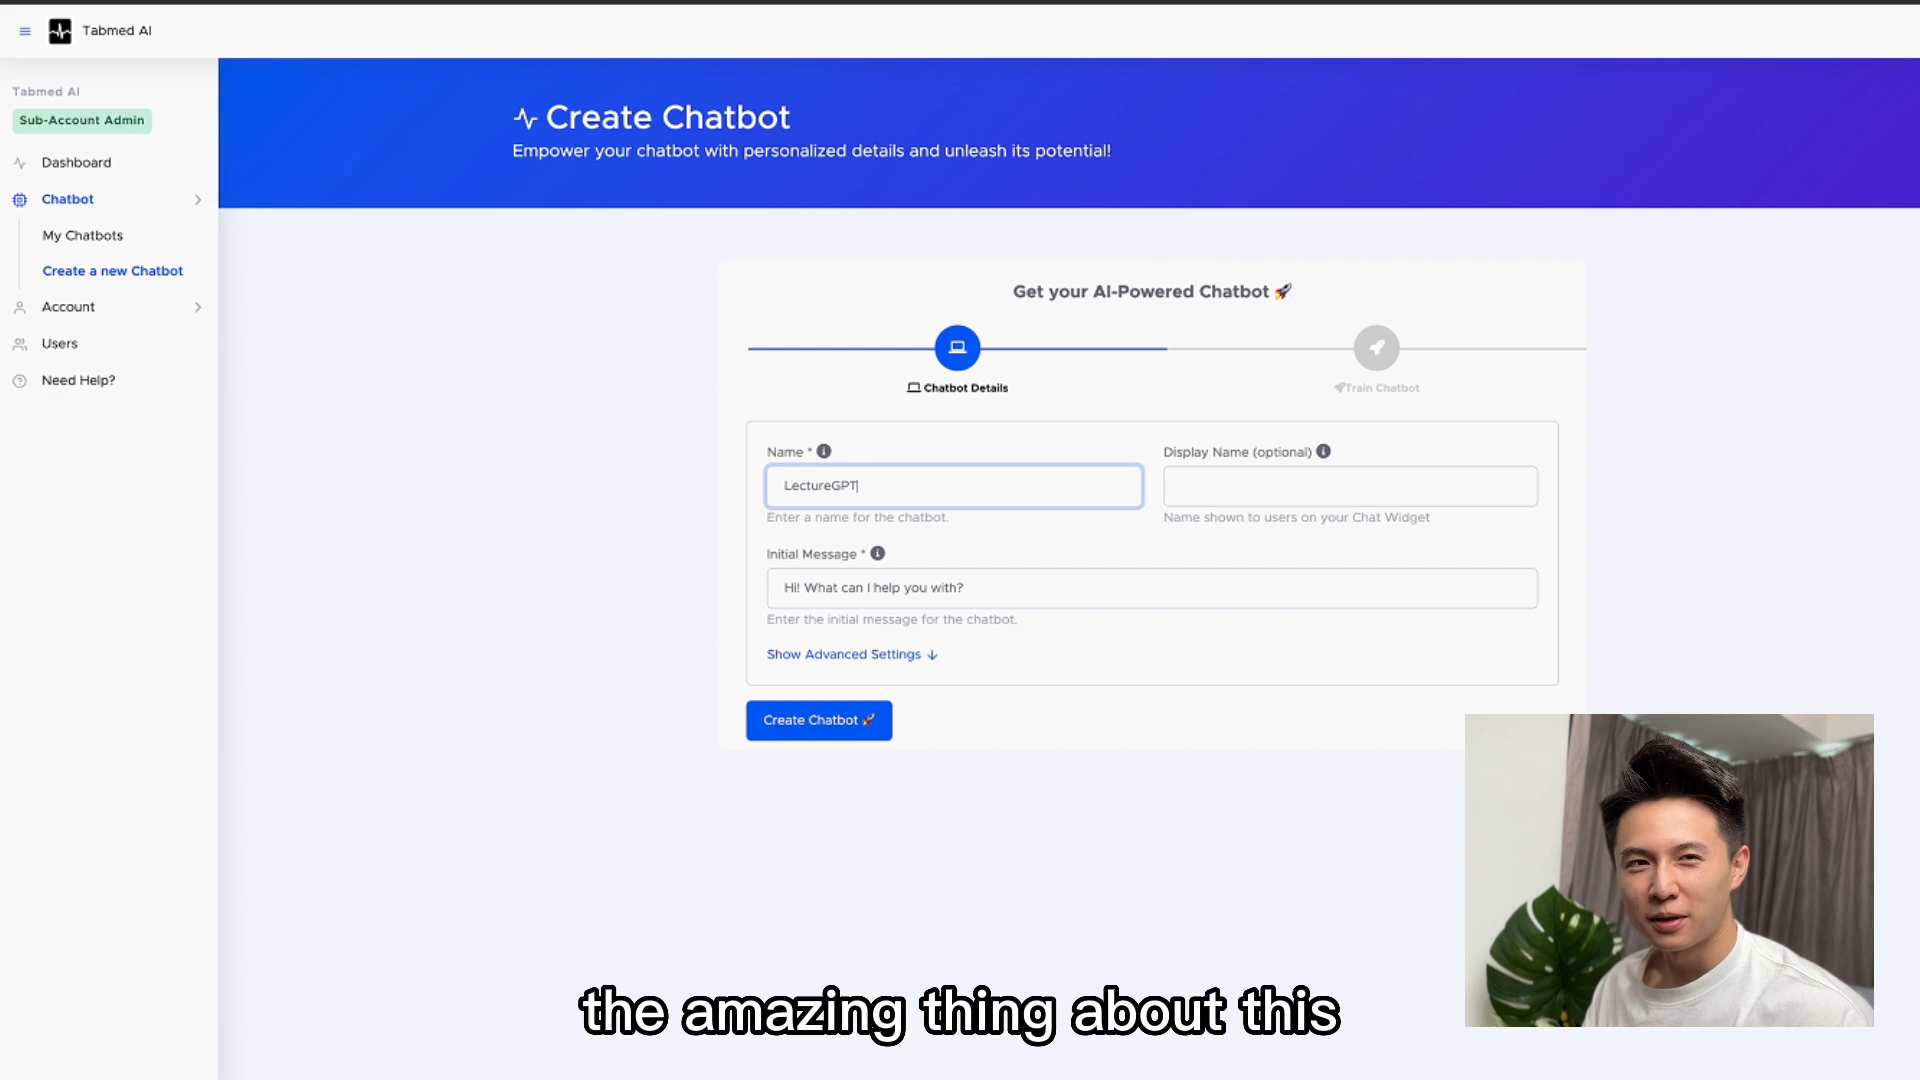 Tabmed AI
Tabmed AI
Sub-Account Admin
Dashboard
Chatbot
My Chatbots
Create a new Chatbot
Account
Users
Need Help?
Create Chatbot
Empower your chatbot with personalized details and unleash its potential!
Get your AI-Powered Chatbot 🚀
Chatbot Details
Train Chatbot
Name *
Display Name (optional)
LectureGPT
Enter a name for the chatbot.
Name shown to users on your Chat Widget
Initial Message *
Hi! What can I help you with?
Enter the initial message for the chatbot.
Show Advanced Settings ↓
Create Chatbot 🚀
the amazing thing about this